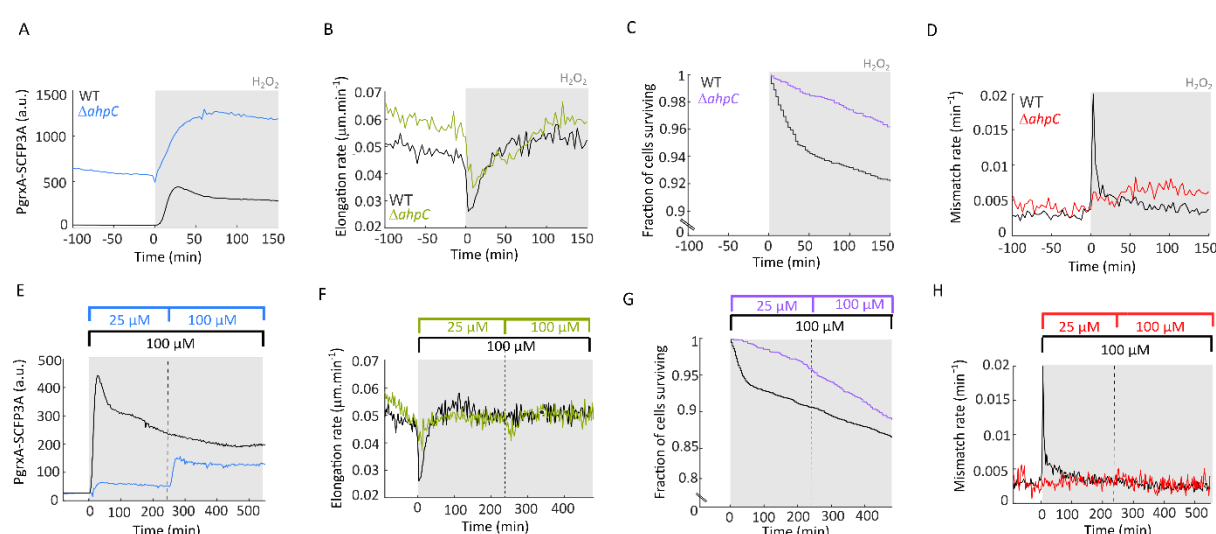 A
H₂O₂
WT
ΔahpC
PgrxA-SCFP3A (a.u.)
1500
1000
500
0
-100 -50 0 50 100 150
Time (min)
B
H₂O₂
Elongation rate (µm.min⁻¹)
0.07
0.06
0.05
0.04
0.03
0.02
WT
ΔahpC
-100 -50 0 50 100 150
Time (min)
C
H₂O₂
WT
ΔahpC
Fraction of cells surviving
1
0.98
0.96
0.94
0.92
0.9
0
-100 -50 0 50 100 150
Time (min)
D
H₂O₂
WT
ΔahpC
Mismatch rate (min⁻¹)
0.02
0.015
0.01
0.005
0
-100 -50 0 50 100 150
Time (min)
E
25 µM 100 µM
100 µM
PgrxA-SCFP3A (a.u.)
500
400
300
200
100
0
0 100 200 300 400 500
Time (min)
F
25 µM 100 µM
100 µM
Elongation rate (µm.min⁻¹)
0.07
0.06
0.05
0.04
0.03
0.02
0 100 200 300 400
Time (min)
G
25 µM 100 µM
100 µM
Fraction of cells surviving
1
0.95
0.9
0.85
0.8
0
0 100 200 300 400
Time (min)
H
25 µM 100 µM
100 µM
Mismatch rate (min⁻¹)
0.02
0.015
0.01
0.005
0
0 100 200 300 400 500
Time (min)